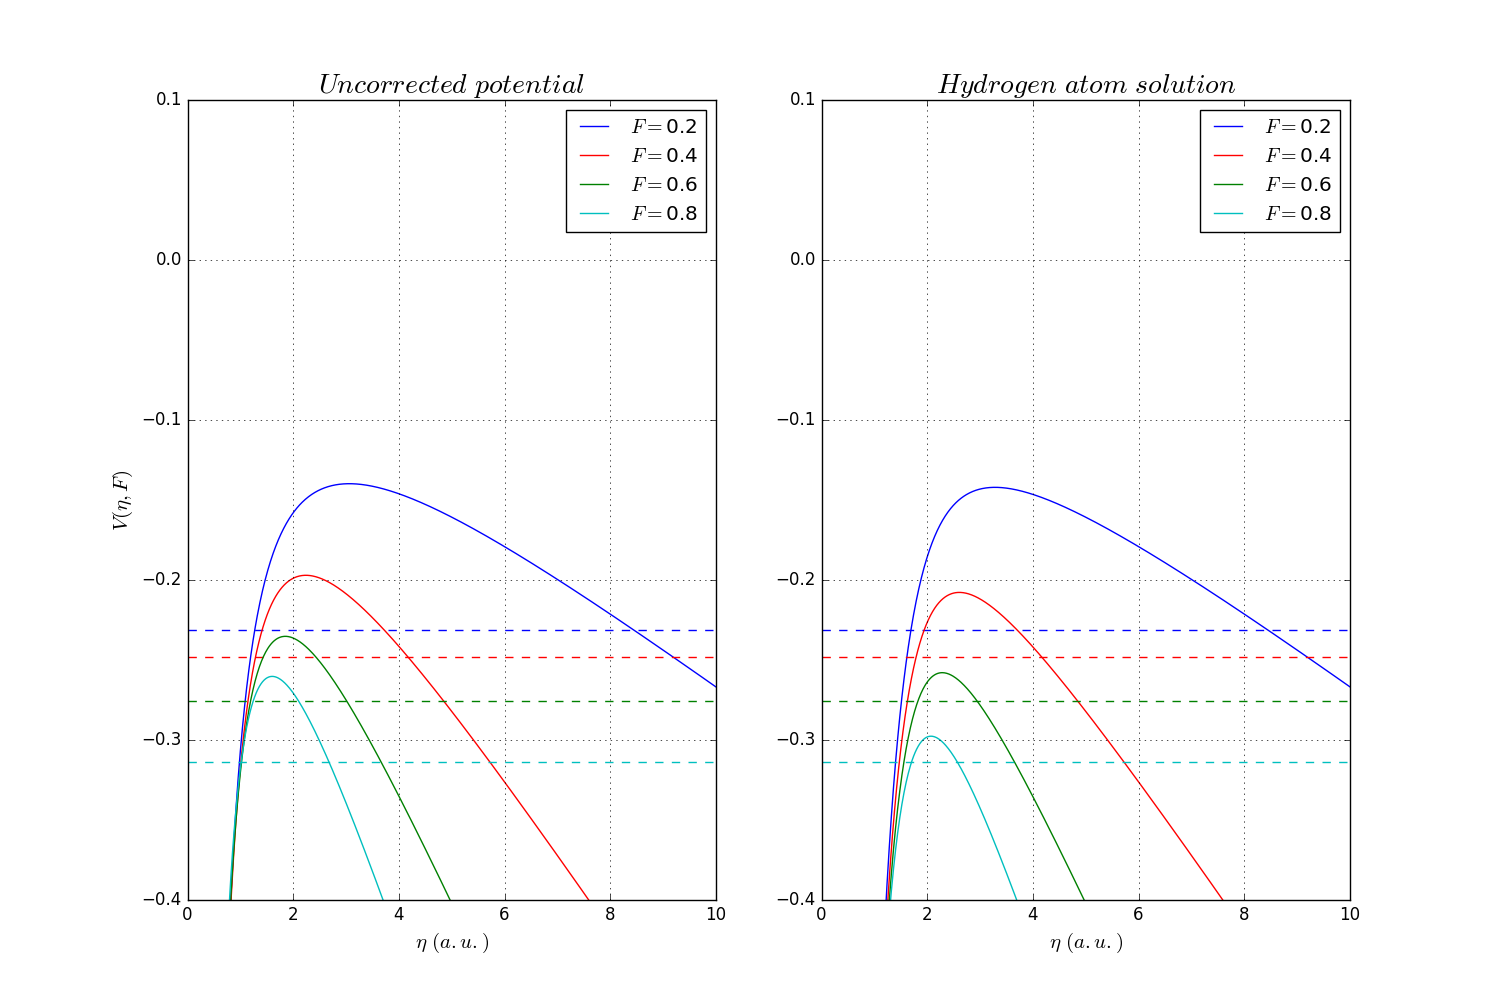 Uncorrected potential
0.1
0.0
−0.1
−0.2
−0.3
−0.4
V(η, F)
0 2 4 6 8 10
η (a.u.)
F=0.2
F=0.4
F=0.6
F=0.8
Hydrogen atom solution
0.1
0.0
−0.1
−0.2
−0.3
−0.4
0 2 4 6 8 10
η (a.u.)
F=0.2
F=0.4
F=0.6
F=0.8